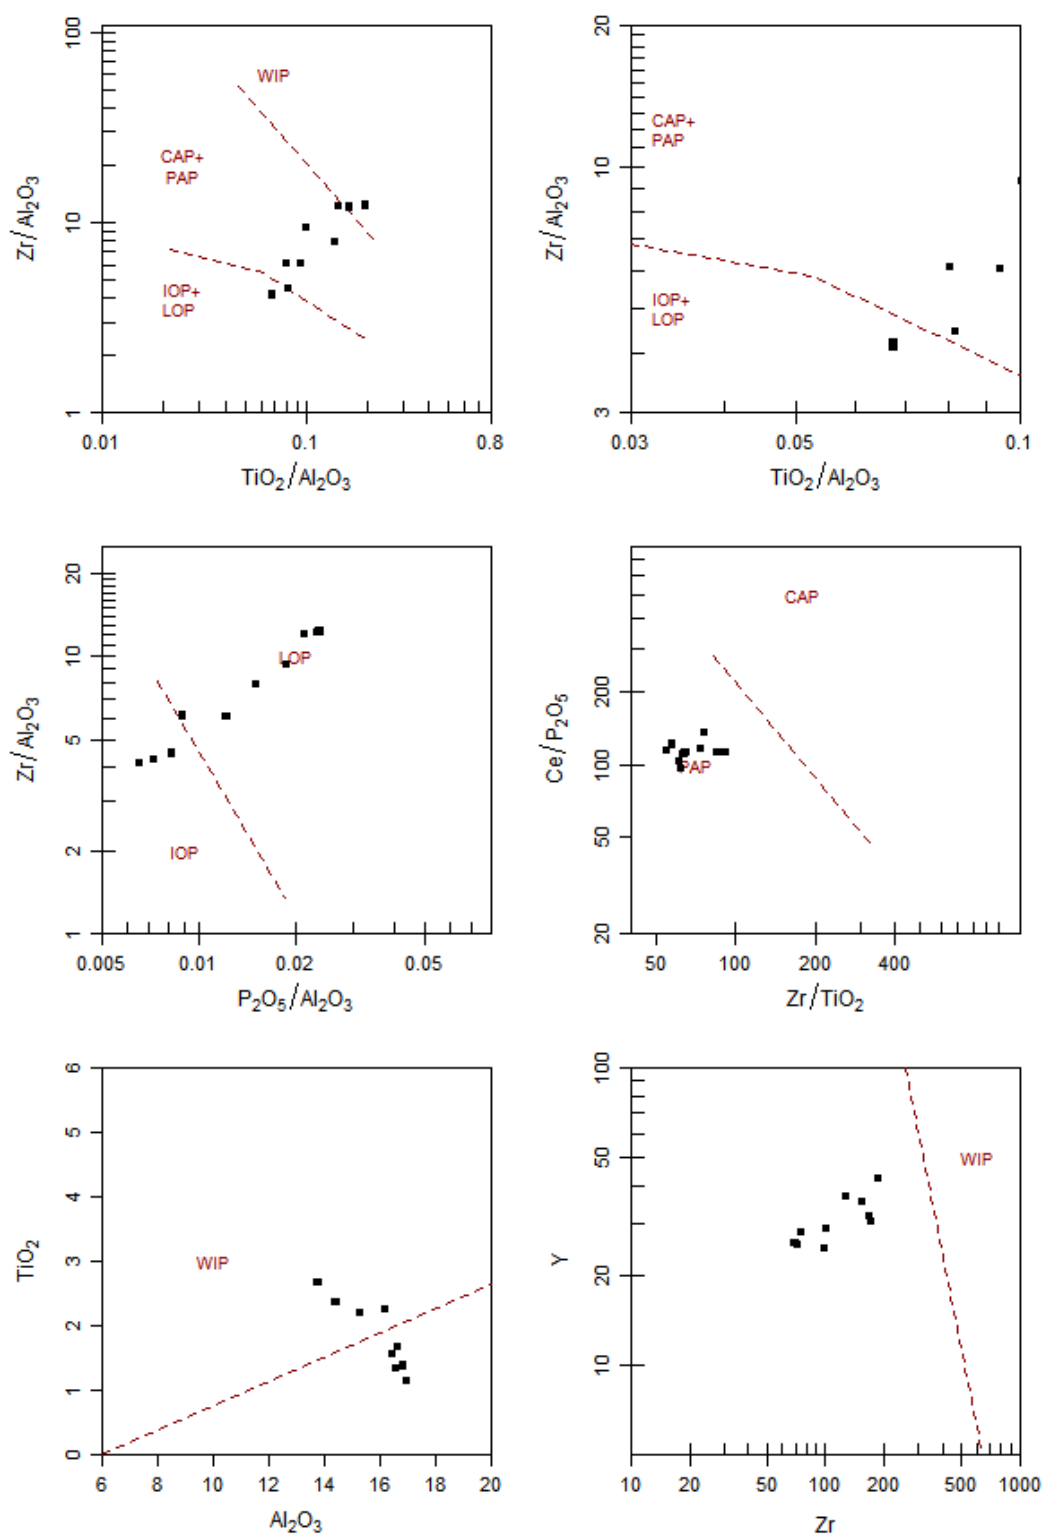 Zr/Al₂O₃
100
10
1
WIP
CAP+
PAP
IOP+
LOP
0.01
0.1
0.8
TiO₂/Al₂O₃
Zr/Al₂O₃
20
10
3
CAP+
PAP
IOP+
LOP
0.03
0.05
0.1
TiO₂/Al₂O₃
Zr/Al₂O₃
20
10
5
2
1
LOP
IOP
0.005
0.01
0.02
0.05
P₂O₅/Al₂O₃
Ce/P₂O₅
200
100
50
20
CAP
PAP
50
100
200
400
Zr/TiO₂
TiO₂
6
5
4
3
2
1
0
WIP
6
8
10
12
14
16
18
20
Al₂O₃
Y
100
50
20
10
WIP
10
20
50
100
200
500
1000
Zr